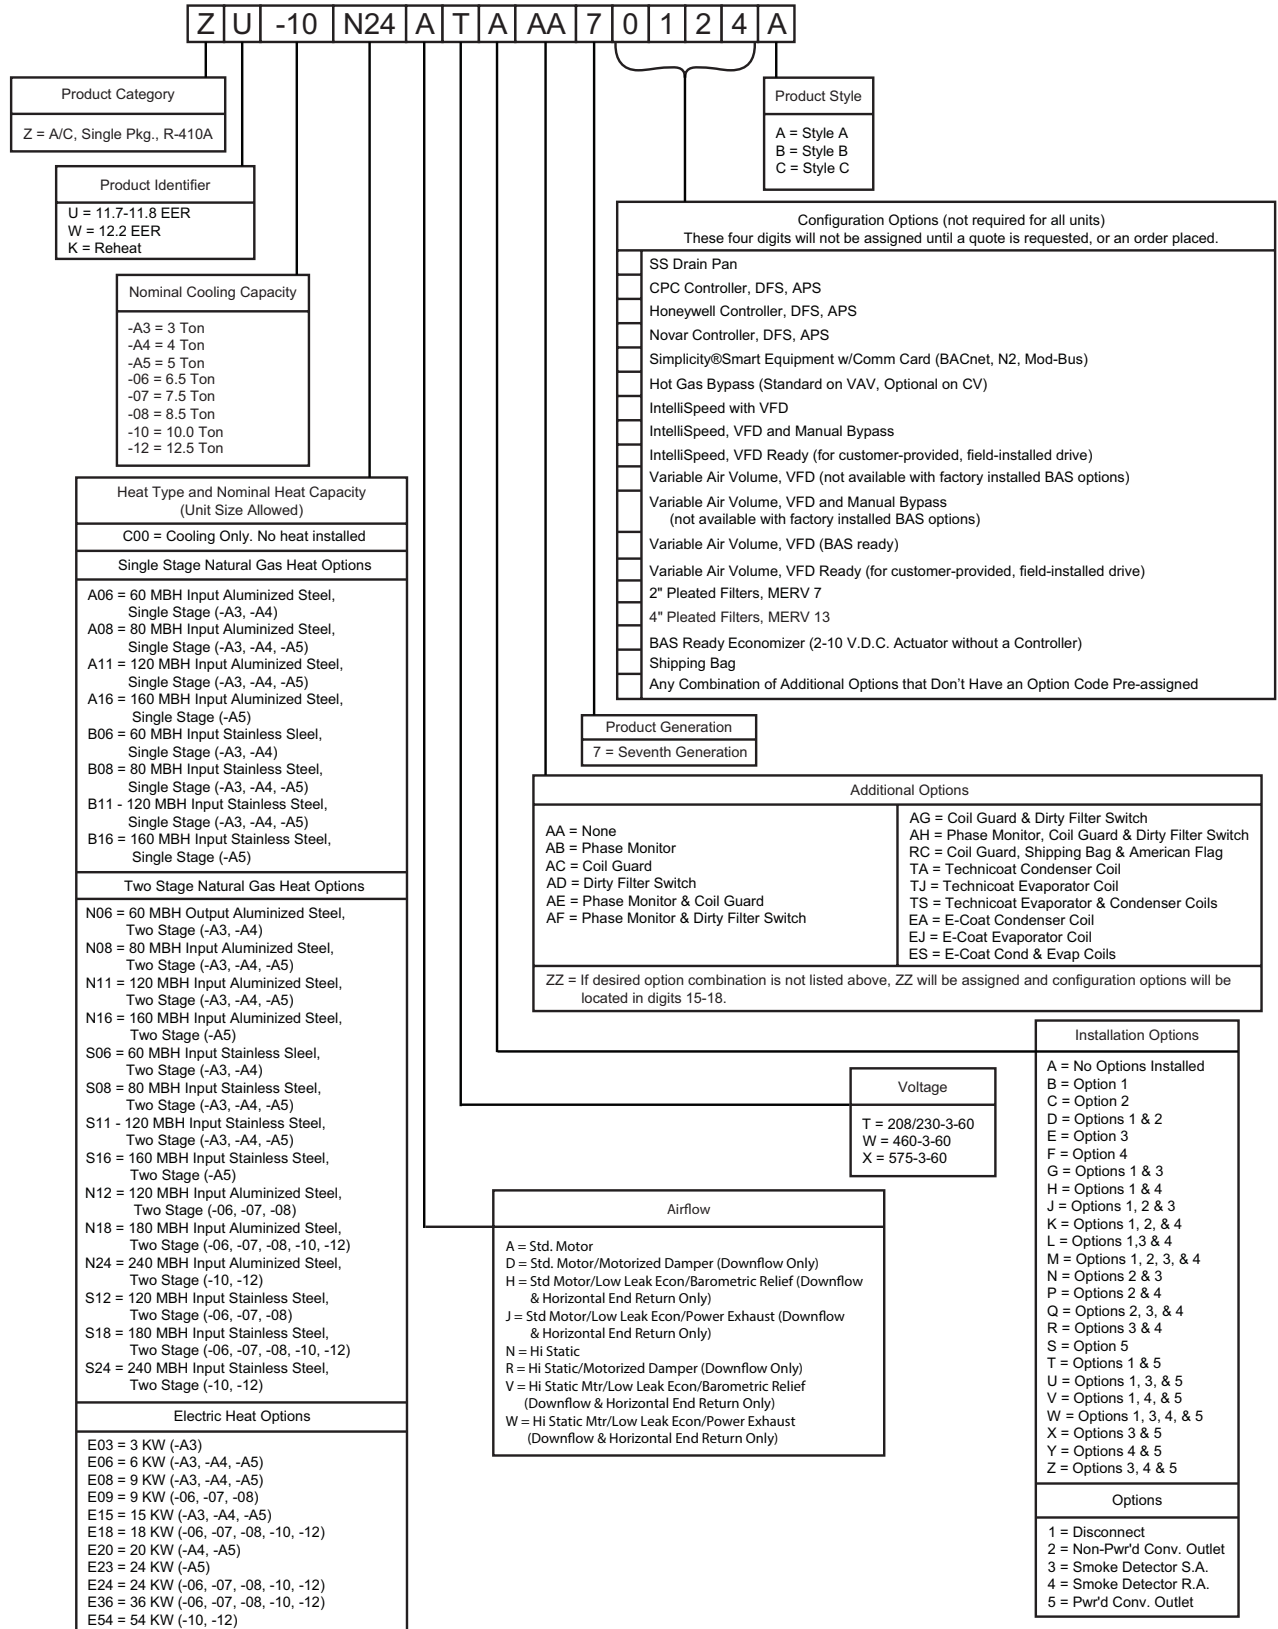 Z U -10 N24 A T A AA 7 0 1 2 4 A
Product Category
Z = A/C, Single Pkg., R-410A
Product Identifier
U = 11.7-11.8 EER
W = 12.2 EER
K = Reheat
Nominal Cooling Capacity
-A3 = 3 Ton
-A4 = 4 Ton
-A5 = 5 Ton
-06 = 6.5 Ton
-07 = 7.5 Ton
-08 = 8.5 Ton
-10 = 10.0 Ton
-12 = 12.5 Ton
Heat Type and Nominal Heat Capacity
(Unit Size Allowed)
C00 = Cooling Only. No heat installed
Single Stage Natural Gas Heat Options
A06 = 60 MBH Input Aluminized Steel,
Single Stage (-A3, -A4)
A08 = 80 MBH Input Aluminized Steel,
Single Stage (-A3, -A4, -A5)
A11 = 120 MBH Input Aluminized Steel,
Single Stage (-A3, -A4, -A5)
A16 = 160 MBH Input Aluminized Steel,
Single Stage (-A5)
B06 = 60 MBH Input Stainless Sleel,
Single Stage (-A3, -A4)
B08 = 80 MBH Input Stainless Steel,
Single Stage (-A3, -A4, -A5)
B11 - 120 MBH Input Stainless Steel,
Single Stage (-A3, -A4, -A5)
B16 = 160 MBH Input Stainless Steel,
Single Stage (-A5)
Two Stage Natural Gas Heat Options
N06 = 60 MBH Output Aluminized Steel,
Two Stage (-A3, -A4)
N08 = 80 MBH Input Aluminized Steel,
Two Stage (-A3, -A4, -A5)
N11 = 120 MBH Input Aluminized Steel,
Two Stage (-A3, -A4, -A5)
N16 = 160 MBH Input Aluminized Steel,
Two Stage (-A5)
S06 = 60 MBH Input Stainless Sleel,
Two Stage (-A3, -A4)
S08 = 80 MBH Input Stainless Steel,
Two Stage (-A3, -A4, -A5)
S11 - 120 MBH Input Stainless Steel,
Two Stage (-A3, -A4, -A5)
S16 = 160 MBH Input Stainless Steel,
Two Stage (-A5)
N12 = 120 MBH Input Aluminized Steel,
Two Stage (-06, -07, -08)
N18 = 180 MBH Input Aluminized Steel,
Two Stage (-06, -07, -08, -10, -12)
N24 = 240 MBH Input Aluminized Steel,
Two Stage (-10, -12)
S12 = 120 MBH Input Stainless Steel,
Two Stage (-06, -07, -08)
S18 = 180 MBH Input Stainless Steel,
Two Stage (-06, -07, -08, -10, -12)
S24 = 240 MBH Input Stainless Steel,
Two Stage (-10, -12)
Electric Heat Options
E03 = 3 KW (-A3)
E06 = 6 KW (-A3, -A4, -A5)
E08 = 9 KW (-A3, -A4, -A5)
E09 = 9 KW (-06, -07, -08)
E15 = 15 KW (-A3, -A4, -A5)
E18 = 18 KW (-06, -07, -08, -10, -12)
E20 = 20 KW (-A4, -A5)
E23 = 24 KW (-A5)
E24 = 24 KW (-06, -07, -08, -10, -12)
E36 = 36 KW (-06, -07, -08, -10, -12)
E54 = 54 KW (-10, -12)
Product Style
A = Style A
B = Style B
C = Style C
Configuration Options (not required for all units)
These four digits will not be assigned until a quote is requested, or an order placed.
SS Drain Pan
CPC Controller, DFS, APS
Honeywell Controller, DFS, APS
Novar Controller, DFS, APS
Simplicity®Smart Equipment w/Comm Card (BACnet, N2, Mod-Bus)
Hot Gas Bypass (Standard on VAV, Optional on CV)
IntelliSpeed with VFD
IntelliSpeed, VFD and Manual Bypass
IntelliSpeed, VFD Ready (for customer-provided, field-installed drive)
Variable Air Volume, VFD (not available with factory installed BAS options)
Variable Air Volume, VFD and Manual Bypass
(not available with factory installed BAS options)
Variable Air Volume, VFD (BAS ready)
Variable Air Volume, VFD Ready (for customer-provided, field-installed drive)
2" Pleated Filters, MERV 7
4" Pleated Filters, MERV 13
BAS Ready Economizer (2-10 V.D.C. Actuator without a Controller)
Shipping Bag
Any Combination of Additional Options that Don't Have an Option Code Pre-assigned
Product Generation
7 = Seventh Generation
Additional Options
AA = None
AB = Phase Monitor
AC = Coil Guard
AD = Dirty Filter Switch
AE = Phase Monitor & Coil Guard
AF = Phase Monitor & Dirty Filter Switch
AG = Coil Guard & Dirty Filter Switch
AH = Phase Monitor, Coil Guard & Dirty Filter Switch
RC = Coil Guard, Shipping Bag & American Flag
TA = Technicoat Condenser Coil
TJ = Technicoat Evaporator Coil
TS = Technicoat Evaporator & Condenser Coils
EA = E-Coat Condenser Coil
EJ = E-Coat Evaporator Coil
ES = E-Coat Cond & Evap Coils
ZZ = If desired option combination is not listed above, ZZ will be assigned and configuration options will be
located in digits 15-18.
Installation Options
A = No Options Installed
B = Option 1
C = Option 2
D = Options 1 & 2
E = Option 3
F = Option 4
G = Options 1 & 3
H = Options 1 & 4
J = Options 1, 2 & 3
K = Options 1, 2, & 4
L = Options 1,3 & 4
M = Options 1, 2, 3, & 4
N = Options 2 & 3
P = Options 2 & 4
Q = Options 2, 3, & 4
R = Options 3 & 4
S = Option 5
T = Options 1 & 5
U = Options 1, 3, & 5
V = Options 1, 4, & 5
W = Options 1, 3, 4, & 5
X = Options 3 & 5
Y = Options 4 & 5
Z = Options 3, 4 & 5
Options
1 = Disconnect
2 = Non-Pwr'd Conv. Outlet
3 = Smoke Detector S.A.
4 = Smoke Detector R.A.
5 = Pwr'd Conv. Outlet
Voltage
T = 208/230-3-60
W = 460-3-60
X = 575-3-60
Airflow
A = Std. Motor
D = Std. Motor/Motorized Damper (Downflow Only)
H = Std Motor/Low Leak Econ/Barometric Relief (Downflow
& Horizontal End Return Only)
J = Std Motor/Low Leak Econ/Power Exhaust (Downflow
& Horizontal End Return Only)
N = Hi Static
R = Hi Static/Motorized Damper (Downflow Only)
V = Hi Static Mtr/Low Leak Econ/Barometric Relief
(Downflow & Horizontal End Return Only)
W = Hi Static Mtr/Low Leak Econ/Power Exhaust
(Downflow & Horizontal End Return Only)